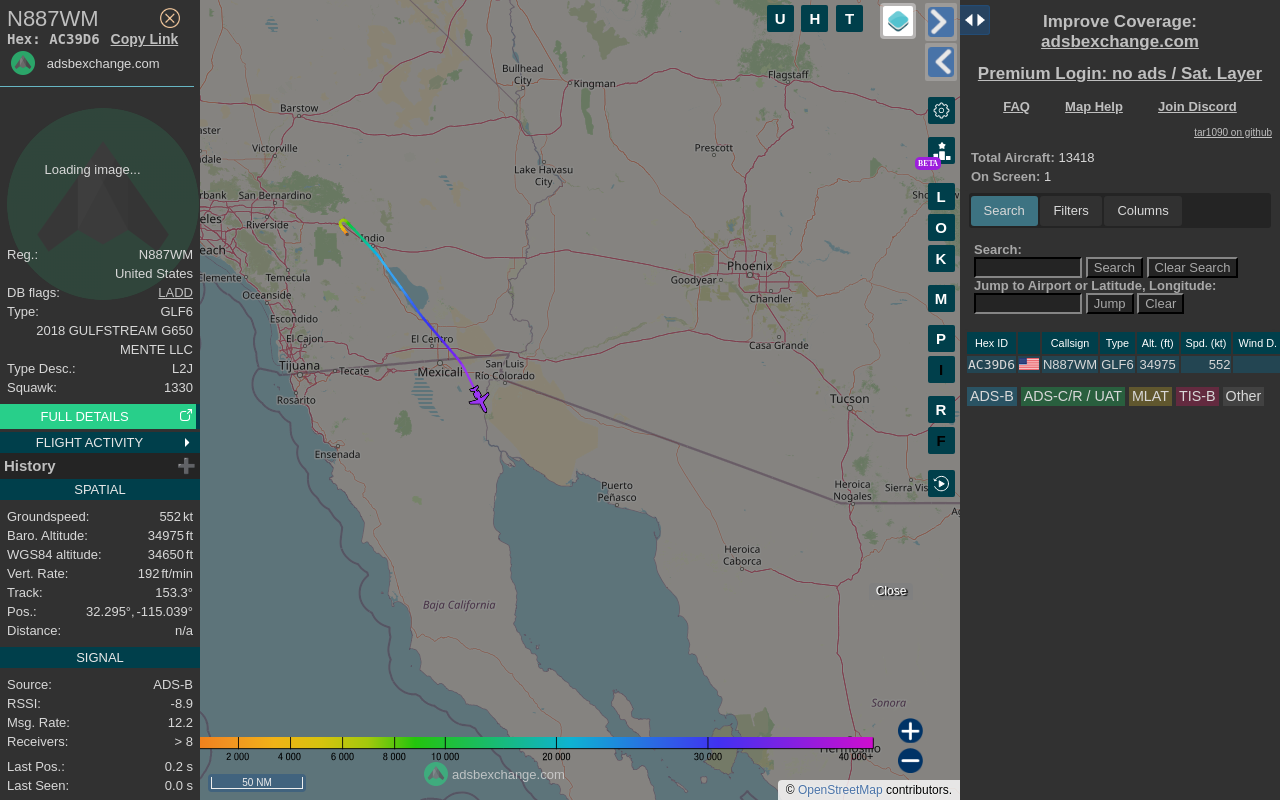 N887WM
Hex: AC39D6 Copy Link
adsbexchange.com
Loading image...
Reg.: N887WM
United States
DB flags: LADD
Type: GLF6
2018 GULFSTREAM G650
MENTE LLC
Type Desc.: L2J
Squawk: 1330
FULL DETAILS
FLIGHT ACTIVITY
History
SPATIAL
Groundspeed: 552 kt
Baro. Altitude: 34975 ft
WGS84 altitude: 34650 ft
Vert. Rate: 192 ft/min
Track: 153.3°
Pos.: 32.295°, -115.039°
Distance: n/a
SIGNAL
Source: ADS-B
RSSI: -8.9
Msg. Rate: 12.2
Receivers: > 8
Last Pos.: 0.2 s
Last Seen: 0.0 s
U H T
Bullhead
City
Kingman
Flagstaff
Barstow
aster
Victorville
dale
Prescott
Lake Havasu
City
rbank
San Bernardino
Show
eles
Riverside
Indio
each
Clemente
Temecula
Phoenix
Goodyear
Chandler
Oceanside
Escondido
El Cajon
El Centro
Casa Grande
Tijuana
Tecate
Mexicali
San Luis
Río Colorado
Rosarito
Tucson
Ensenada
Puerto
Peñasco
Heroica
Nogales
Sierra Vis
Ag
Heroica
Caborca
Baja California
Close
Sonora
Hermosillo
BETA
L
O
K
M
P
I
R
F
2 000 4 000 6 000 8 000 10 000 20 000 30 000 40 000+
adsbexchange.com
50 NM
© OpenStreetMap contributors.
Improve Coverage:
adsbexchange.com
Premium Login: no ads / Sat. Layer
FAQ Map Help Join Discord
tar1090 on github
Total Aircraft: 13418
On Screen: 1
Search Filters Columns
Search:
Search Clear Search
Jump to Airport or Latitude, Longitude:
Jump Clear
Hex ID Callsign Type Alt. (ft) Spd. (kt) Wind D.
AC39D6 N887WM GLF6 34975 552
ADS-B ADS-C/R / UAT MLAT TIS-B Other